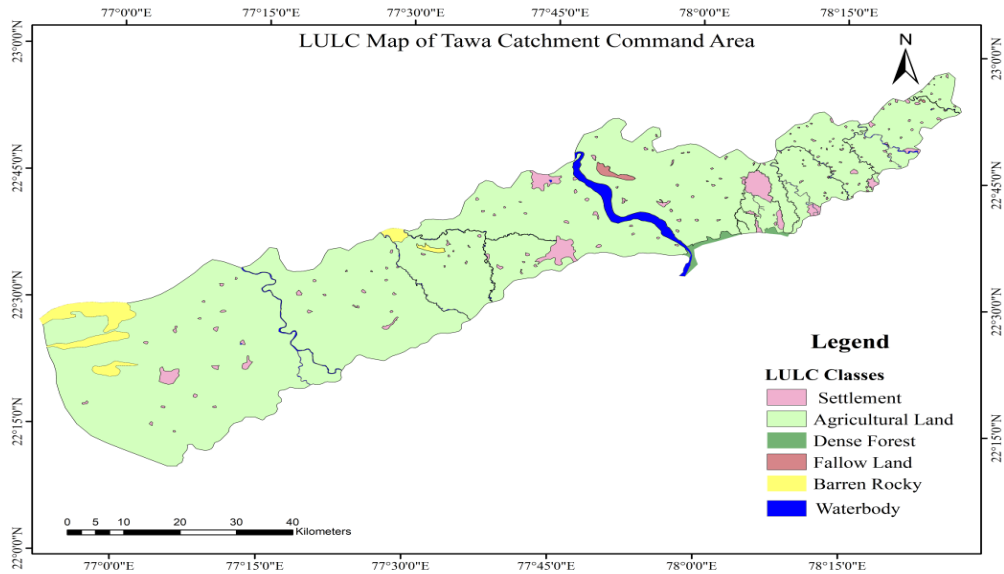 77°0'0"E 77°15'0"E 77°30'0"E 77°45'0"E 78°0'0"E 78°15'0"E
LULC Map of Tawa Catchment Command Area
N
23°0'0"N
22°45'0"N
22°30'0"N
22°15'0"N
22°0'0"N
23°0'0"N
22°45'0"N
22°30'0"N
22°15'0"N
Legend
LULC Classes
Settlement
Agricultural Land
Dense Forest
Fallow Land
Barren Rocky
Waterbody
0 5 10 20 30 40
Kilometers
77°0'0"E 77°15'0"E 77°30'0"E 77°45'0"E 78°0'0"E 78°15'0"E